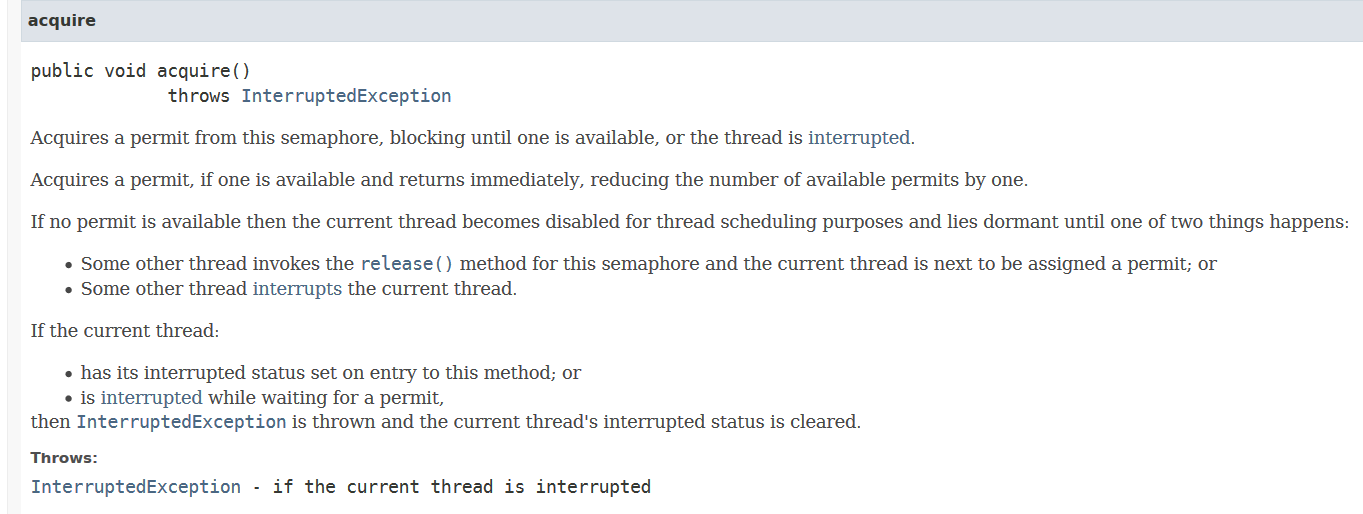 acquire
public void acquire()
throws InterruptedException
Acquires a permit from this semaphore, blocking until one is available, or the thread is interrupted.
Acquires a permit, if one is available and returns immediately, reducing the number of available permits by one.
If no permit is available then the current thread becomes disabled for thread scheduling purposes and lies dormant until one of two things happens:
• Some other thread invokes the release() method for this semaphore and the current thread is next to be assigned a permit; or
• Some other thread interrupts the current thread.
If the current thread:
• has its interrupted status set on entry to this method; or
• is interrupted while waiting for a permit,
then InterruptedException is thrown and the current thread's interrupted status is cleared.
Throws:
InterruptedException - if the current thread is interrupted